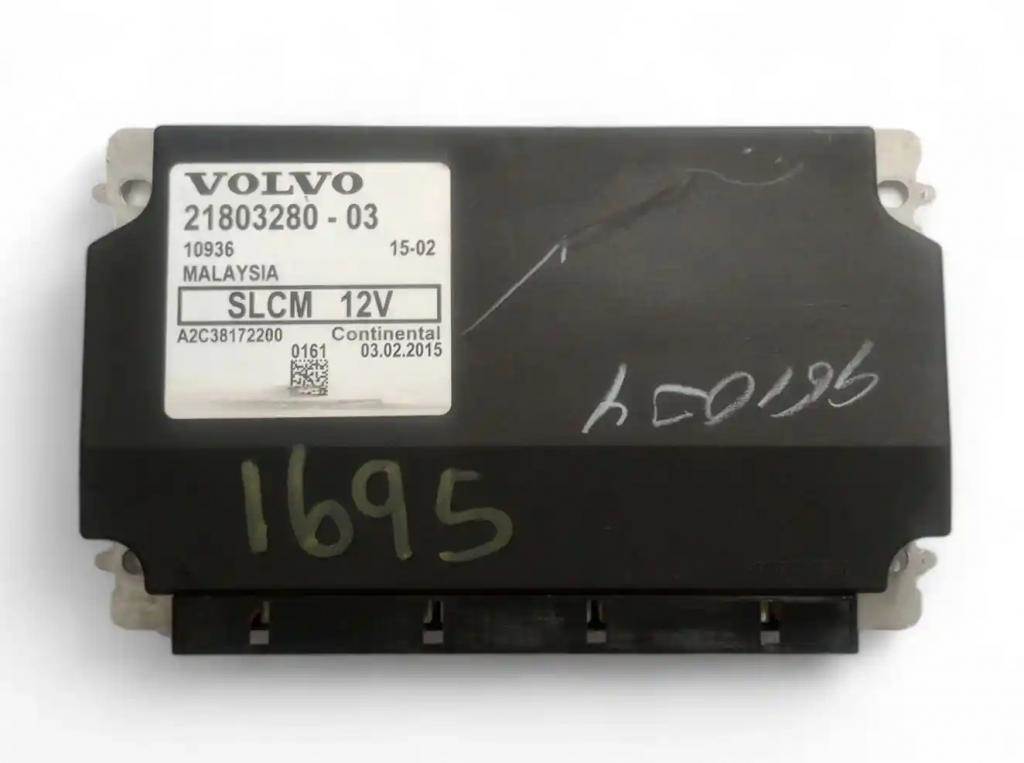 VOLVO
21803280 - 03
10936 15-02
MALAYSIA
SLCM 12V
A2C38172200 Continental
0161 03.02.2015
1695